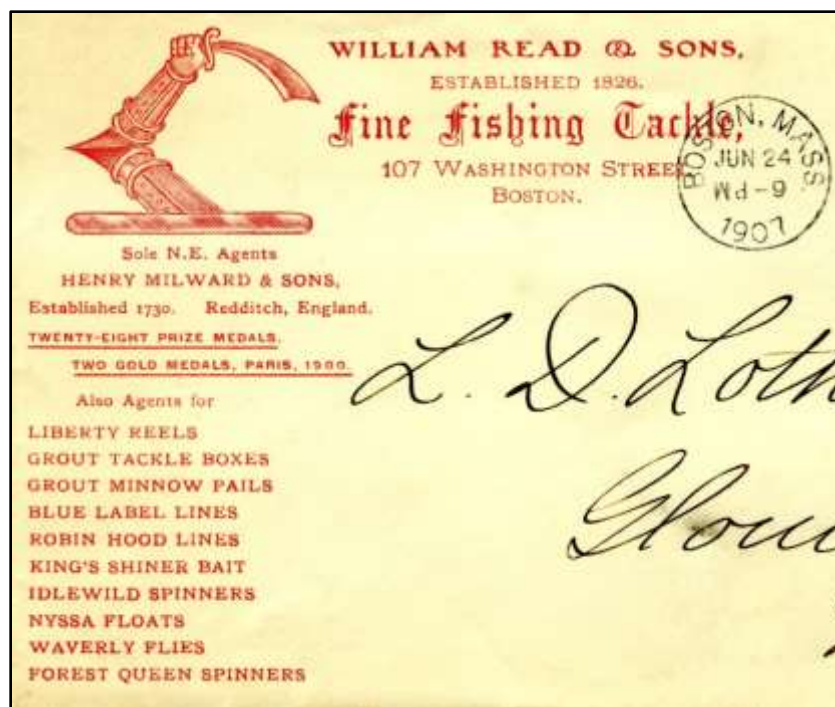 WILLIAM READ & SONS.
ESTABLISHED 1826.
Fine Fishing Tackle,
107 WASHINGTON STREET
BOSTON.
BOSTON, MASS.
JUN 24
9-PM
1907
Sole N.E. Agents
HENRY MILWARD & SONS,
Established 1730. Redditch, England.
TWENTY-EIGHT PRIZE MEDALS.
TWO GOLD MEDALS, PARIS, 1900.
Also Agents for
LIBERTY REELS
GROUT TACKLE BOXES
GROUT MINNOW PAILS
BLUE LABEL LINES
ROBIN HOOD LINES
KING'S SHINER BAIT
IDLEWILD SPINNERS
NYSSA FLOATS
WAVERLY FLIES
FOREST QUEEN SPINNERS
L. D. Loth
Glou